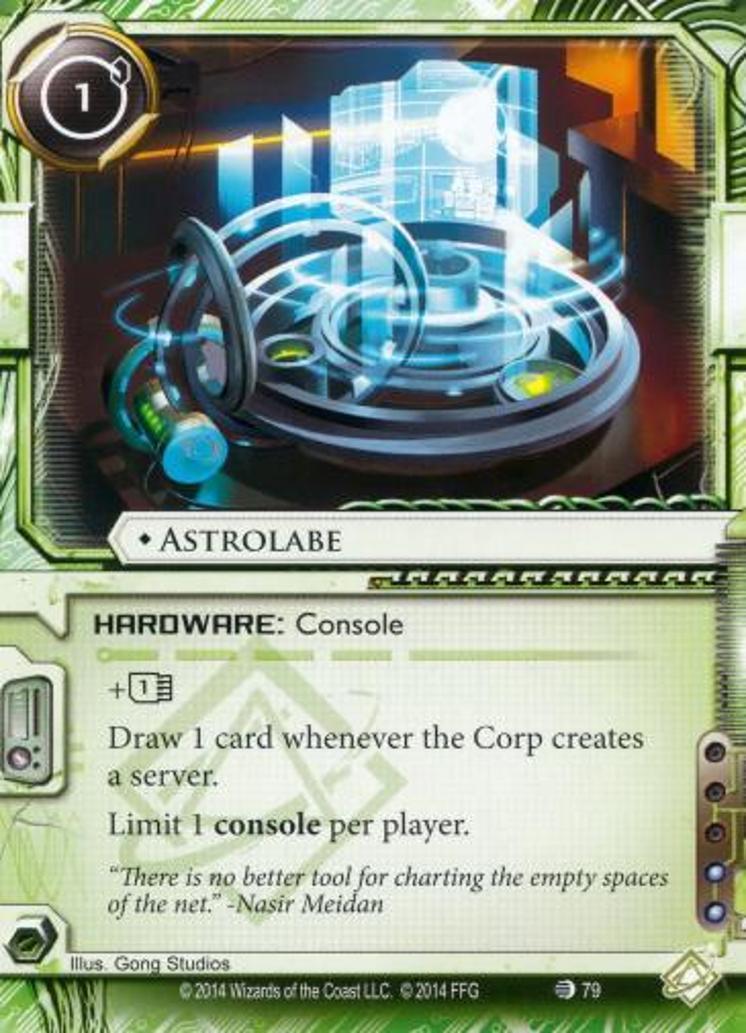 1
• ASTROLABE
HARDWARE: Console
+1
Draw 1 card whenever the Corp creates
a server.
Limit 1 console per player.
“There is no better tool for charting the empty spaces
of the net.” -Nasir Meidan
Illus. Gong Studios
© 2014 Wizards of the Coast LLC. © 2014 FFG 79